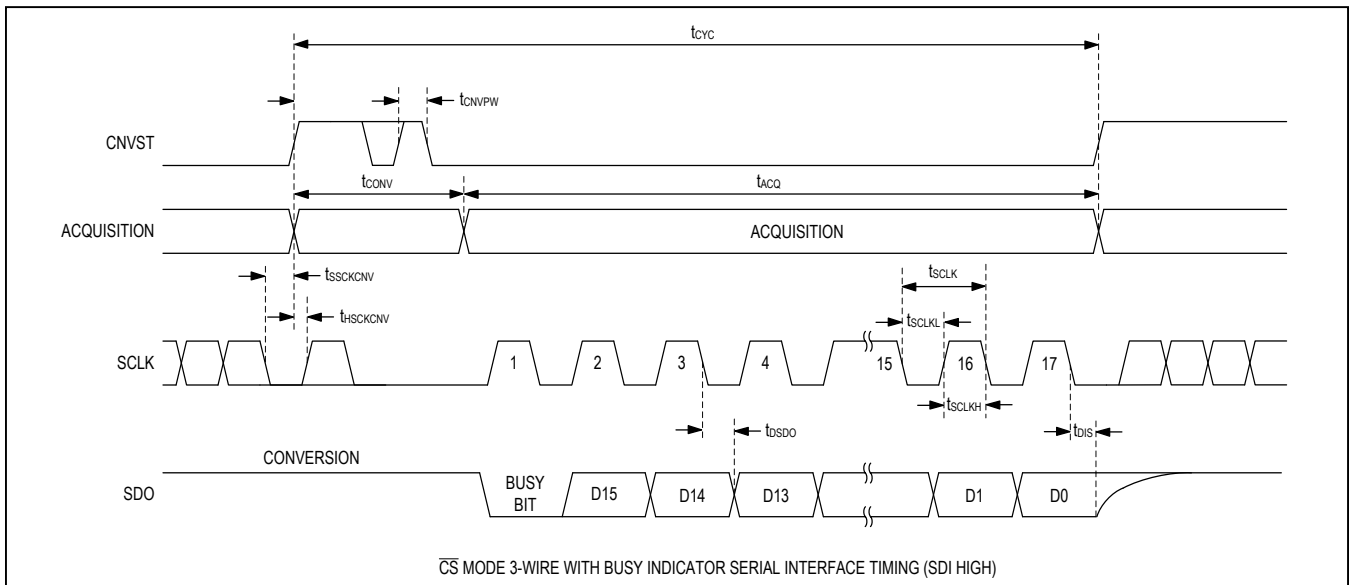 tCYC
tCNVPW
CNVST
tCONV
tACQ
ACQUISITION
ACQUISITION
tSSCKCNV
tSCLK
tHSCKCNV
tSCLKL
SCLK
1 2 3 4 15 16 17
tSCLKH
tDSDO
tDIS
CONVERSION
SDO
BUSY
BIT
D15 D14 D13 D1 D0
CS MODE 3-WIRE WITH BUSY INDICATOR SERIAL INTERFACE TIMING (SDI HIGH)